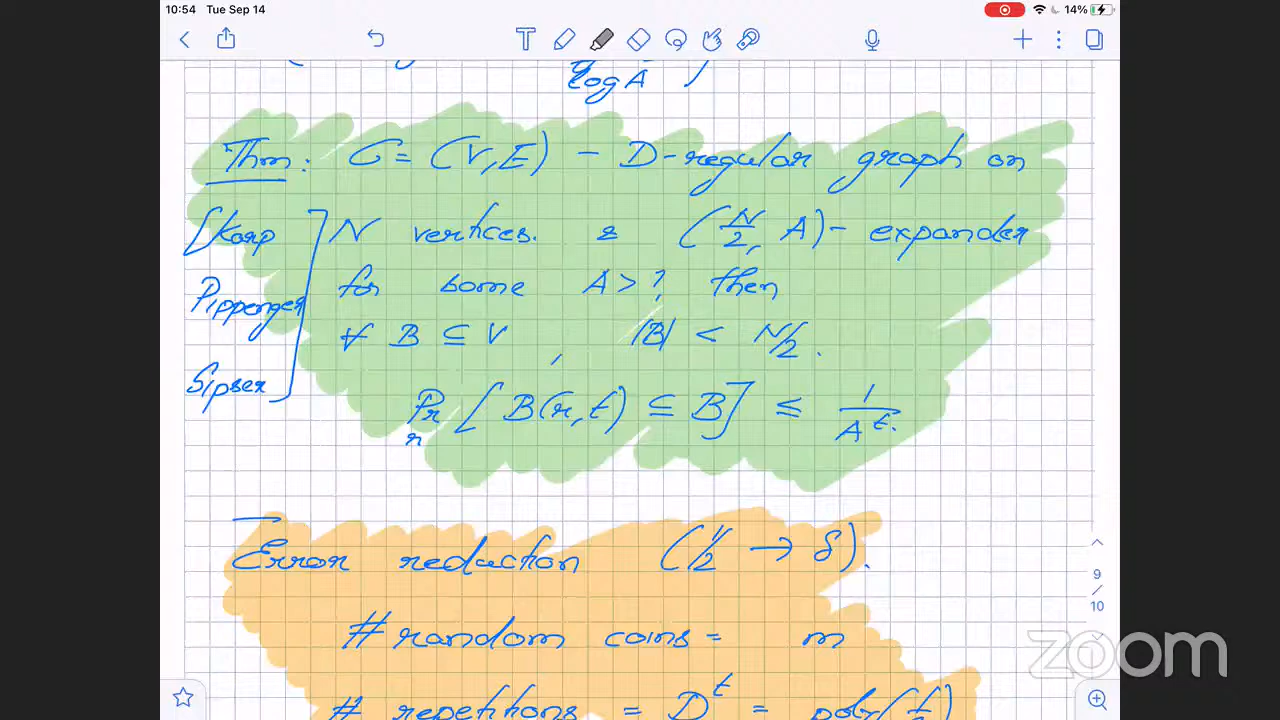 10:54 Tue Sep 14
14%
log A
Thm: G = (V, E) - D-regular graph on
[Karp Pippenger Sipser]
N vertices. & (N/2, A) - expander
for some A > 1, then
∀ B ⊆ V, |B| < N/2.
Pr_r [B(r,t) ⊆ B] ≤ 1/A^t.
Error reduction (1/2 → δ).
# random coins = m
# repetitions = D^t = poly(
9/10
zoom